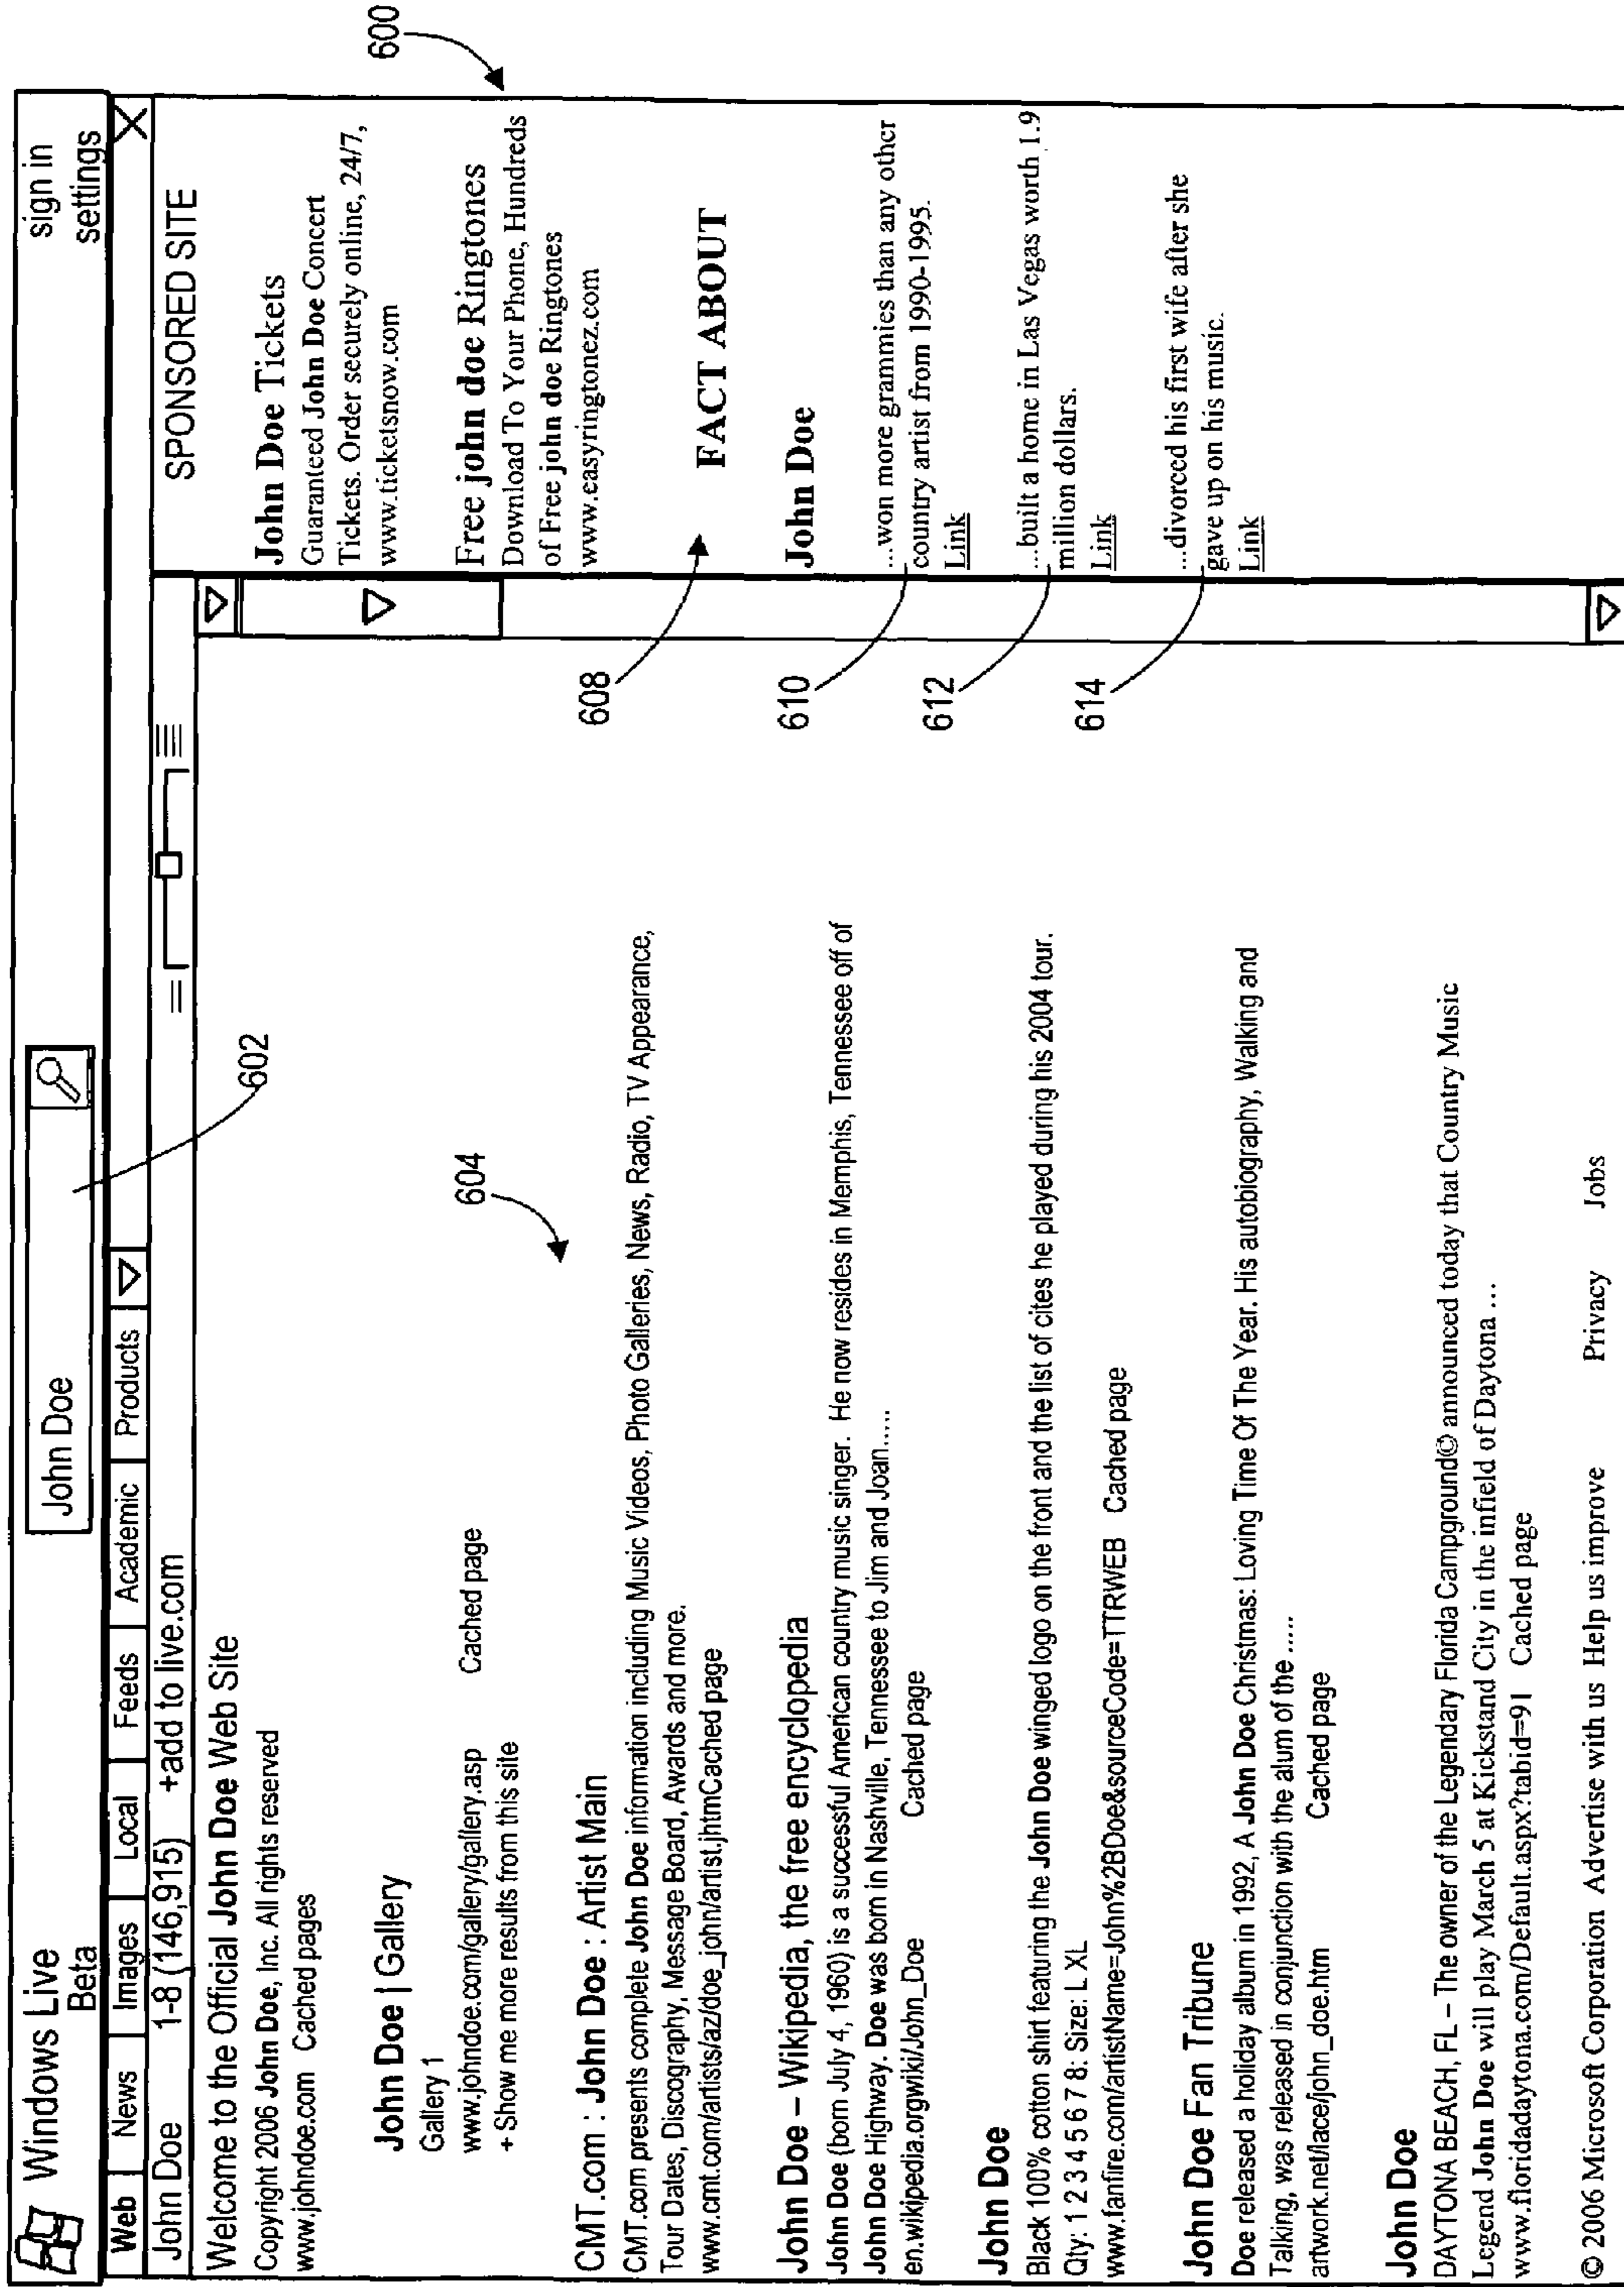 Windows Live
Beta
John Doe
sign in
settings
Web News Images Local Feeds Academic Products
John Doe 1-8 (146,915) +add to live.com
602
600
Welcome to the Official John Doe Web Site
Copyright 2006 John Doe, Inc. All rights reserved
www.johndoe.com Cached pages
John Doe | Gallery
Gallery 1
www.johndoe.com/gallery/gallery.asp Cached page
+ Show me more results from this site
604
CMT.com : John Doe : Artist Main
CMT.com presents complete John Doe information including Music Videos, Photo Galleries, News, Radio, TV Appearance,
Tour Dates, Discography, Message Board, Awards and more.
www.cmt.com/artists/az/doe_john/artist.jhtmCached page
John Doe – Wikipedia, the free encyclopedia
John Doe (born July 4, 1960) is a successful American country music singer. He now resides in Memphis, Tennessee off of
John Doe Highway. Doe was born in Nashville, Tennessee to Jim and Joan....
en.wikipedia.orgwiki/John_Doe Cached page
John Doe
Black 100% cotton shirt featuring the John Doe winged logo on the front and the list of cites he played during his 2004 tour.
Qty: 1 2 3 4 5 6 7 8: Size: L XL
www.fanfire.com/artistName=John%2BDoe&sourceCode=TTRWEB Cached page
John Doe Fan Tribune
Doe released a holiday album in 1992, A John Doe Christmas: Loving Time Of The Year. His autobiography, Walking and
Talking, was released in conjunction with the alum of the .....
artwork.net/lace/john_doe.htm Cached page
John Doe
DAYTONA BEACH, FL – The owner of the Legendary Florida Campground© announced today that Country Music
Legend John Doe will play March 5 at Kickstand City in the infield of Daytona ...
www.floridadaytona.com/Default.aspx?tabid=91 Cached page
SPONSORED SITE
John Doe Tickets
Guaranteed John Doe Concert
Tickets. Order securely online, 24/7,
www.ticketsnow.com
Free john doe Ringtones
Download To Your Phone, Hundreds
of Free john doe Ringtones
www.easyringtonez.com
608
FACT ABOUT
John Doe
610
...won more grammies than any other
country artist from 1990-1995.
Link
612
...built a home in Las Vegas worth 1.9
million dollars.
Link
614
...divorced his first wife after she
gave up on his music.
Link
© 2006 Microsoft Corporation Advertise with us Help us improve Privacy Jobs